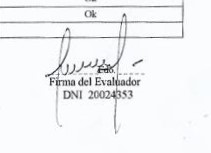 Ok
Fdo.
Firma del Evaluador
DNI 20024353